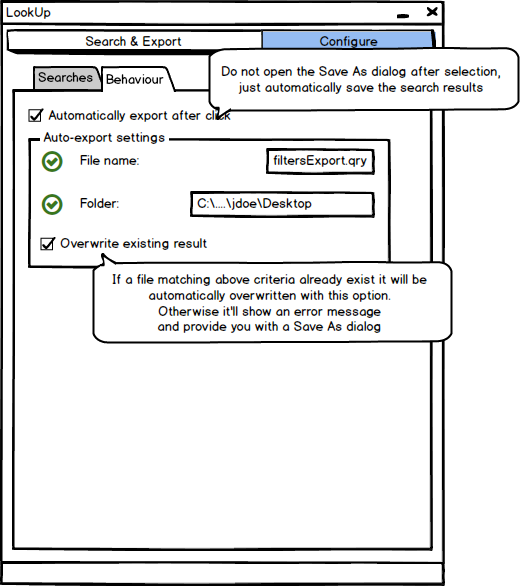 LookUp
Search & Export
Configure
Searches
Behaviour
Do not open the Save As dialog after selection,
just automatically save the search results
Automatically export after click
Auto-export settings
File name:
filtersExport.qry
Folder:
C:\....\jdoe\Desktop
Overwrite existing result
If a file matching above criteria already exist it will be
automatically overwritten with this option.
Otherwise it'll show an error message
and provide you with a Save As dialog